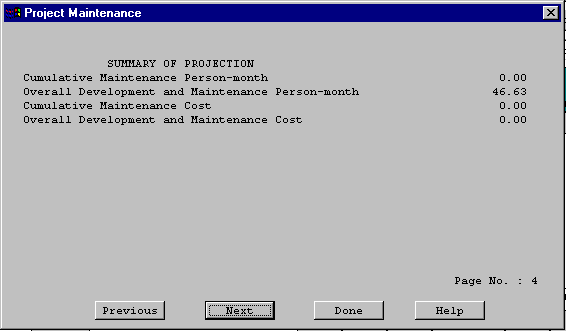 Project Maintenance
SUMMARY OF PROJECTION
Cumulative Maintenance Person-month 0.00
Overall Development and Maintenance Person-month 46.63
Cumulative Maintenance Cost 0.00
Overall Development and Maintenance Cost 0.00
Page No. : 4
Previous Next Done Help